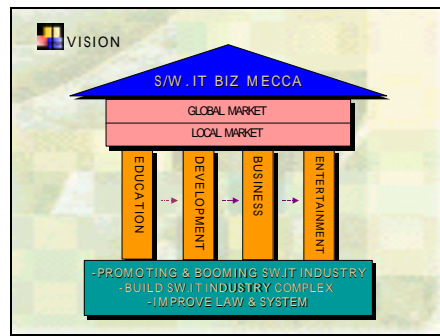 VISION
S/W.IT BIZ MECCA
GLOBAL MARKET
LOCAL MARKET
EDUCATION
DEVELOPMENT
BUSINESS
ENTERTAINMENT
-PROMOTING & BOOMING SW.IT INDUSTRY
-BUILD SW.IT INDUSTRY COMPLEX
-IMPROVE LAW & SYSTEM